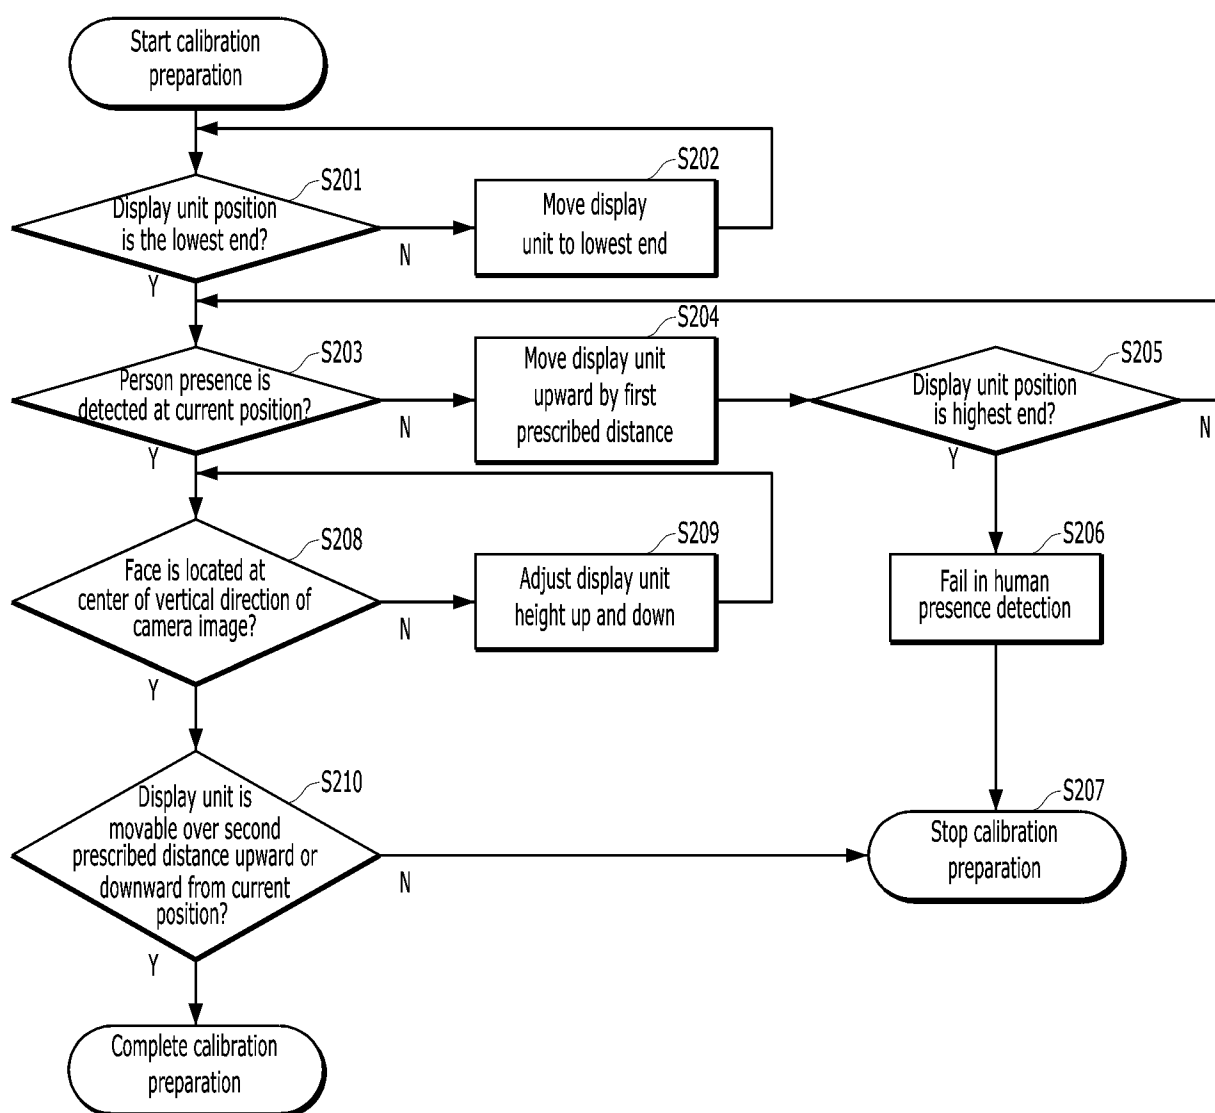 Start calibration
preparation
S201
Display unit position
is the lowest end?
N
Y
S202
Move display
unit to lowest end
S203
Person presence is
detected at current position?
N
Y
S204
Move display unit
upward by first
prescribed distance
S205
Display unit position
is highest end?
N
Y
S208
Face is located at
center of vertical direction of
camera image?
N
Y
S209
Adjust display unit
height up and down
S206
Fail in human
presence detection
S210
Display unit is
movable over second
prescribed distance upward or
downward from current
position?
N
Y
S207
Stop calibration
preparation
Complete calibration
preparation